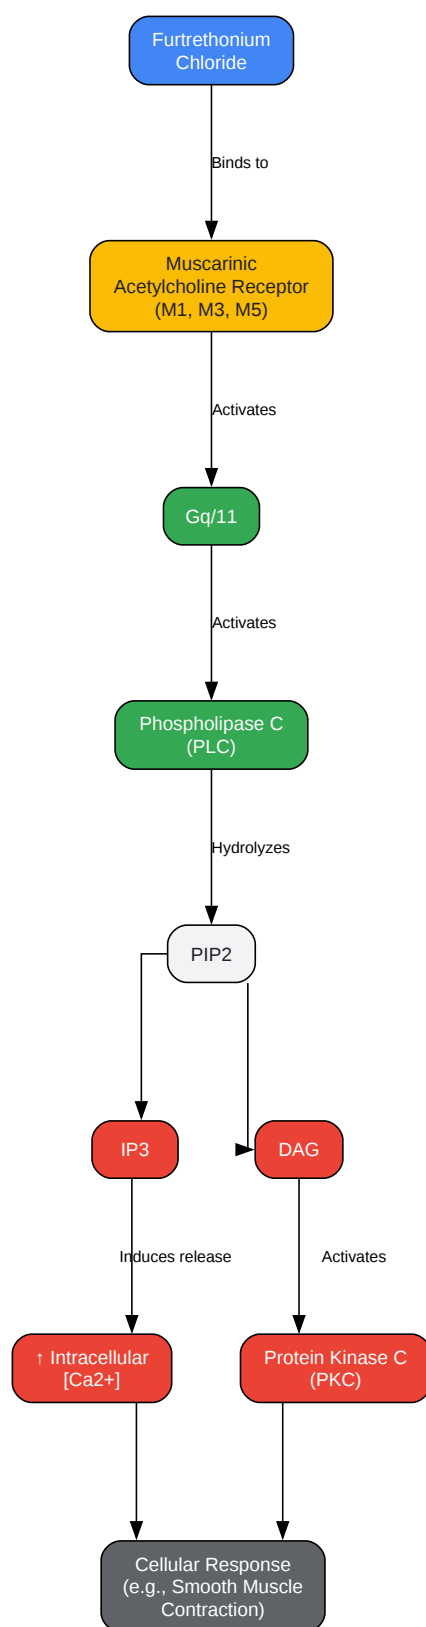 Furtrethonium
Chloride
Binds to
Muscarinic
Acetylcholine Receptor
(M1, M3, M5)
Activates
Gq/11
Activates
Phospholipase C
(PLC)
Hydrolyzes
PIP2
IP3
DAG
Induces release
Activates
↑ Intracellular
[Ca2+]
Protein Kinase C
(PKC)
Cellular Response
(e.g., Smooth Muscle
Contraction)